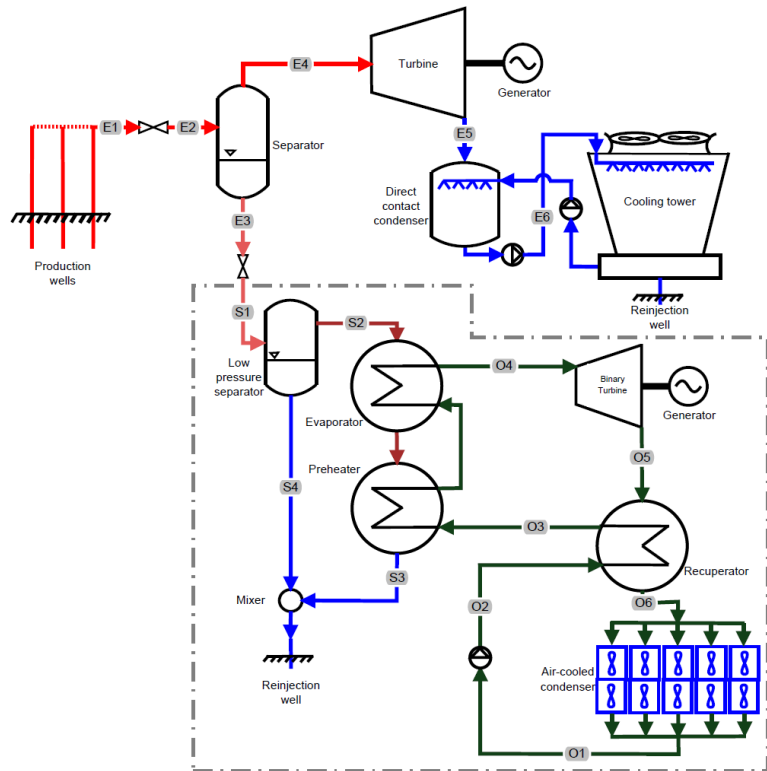 E4
Turbine
Generator
E1
E2
Separator
E5
Direct
contact
condenser
E6
Cooling tower
E3
Production
wells
Reinjection
well
S1
S2
Low
pressure
separator
O4
Binary
Turbine
Generator
Evaporator
Preheater
O5
S4
O3
Recuperator
S3
O2
O6
Mixer
Air-cooled
condenser
Reinjection
well
O1